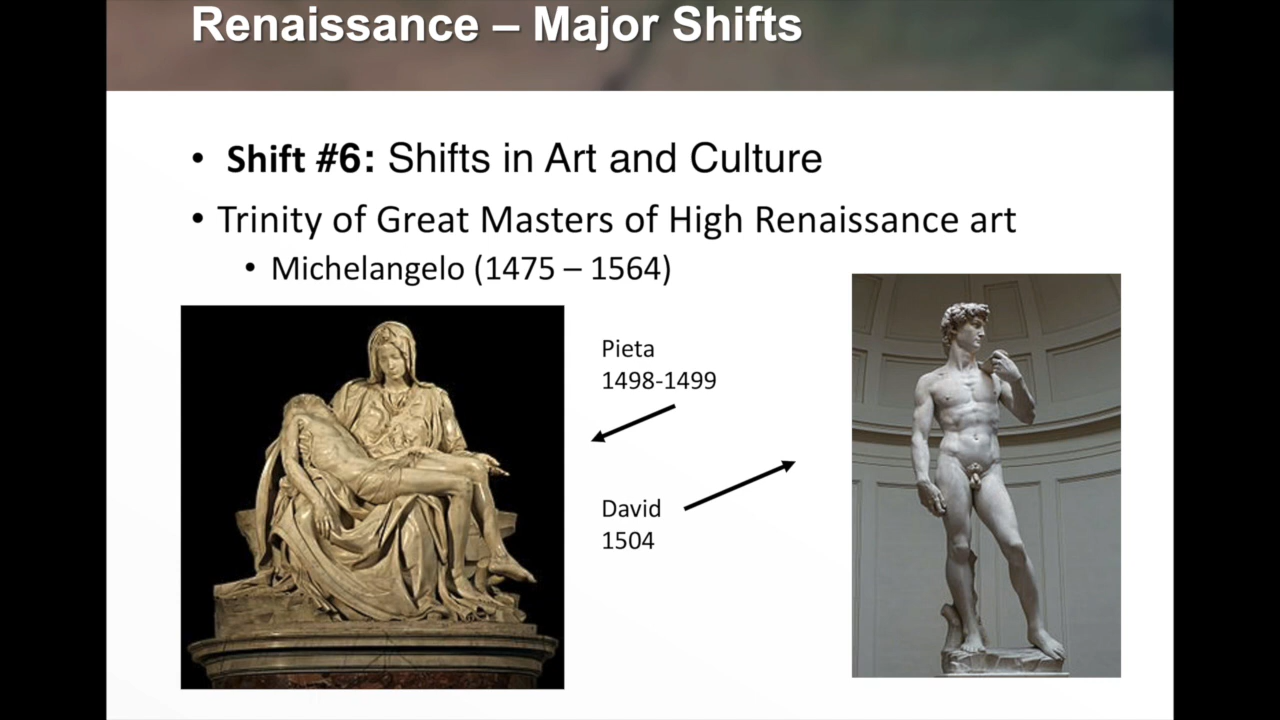 Renaissance – Major Shifts
• Shift #6: Shifts in Art and Culture
• Trinity of Great Masters of High Renaissance art
• Michelangelo (1475 – 1564)
Pieta
1498-1499
David
1504